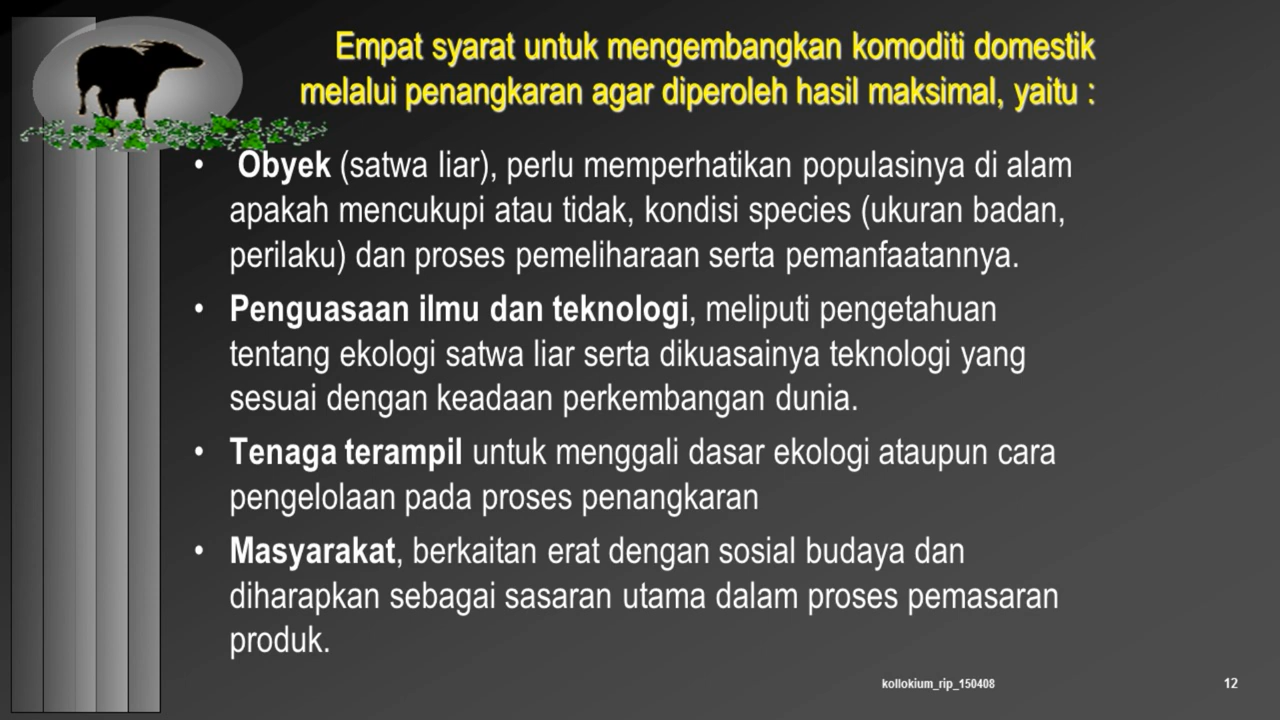 Empat syarat untuk mengembangkan komoditi domestik
melalui penangkaran agar diperoleh hasil maksimal, yaitu :
• Obyek (satwa liar), perlu memperhatikan populasinya di alam
apakah mencukupi atau tidak, kondisi species (ukuran badan,
perilaku) dan proses pemeliharaan serta pemanfaatannya.
• Penguasaan ilmu dan teknologi, meliputi pengetahuan
tentang ekologi satwa liar serta dikuasainya teknologi yang
sesuai dengan keadaan perkembangan dunia.
• Tenaga terampil untuk menggali dasar ekologi ataupun cara
pengelolaan pada proses penangkaran
• Masyarakat, berkaitan erat dengan sosial budaya dan
diharapkan sebagai sasaran utama dalam proses pemasaran
produk.
kollokium_rip_150408
12